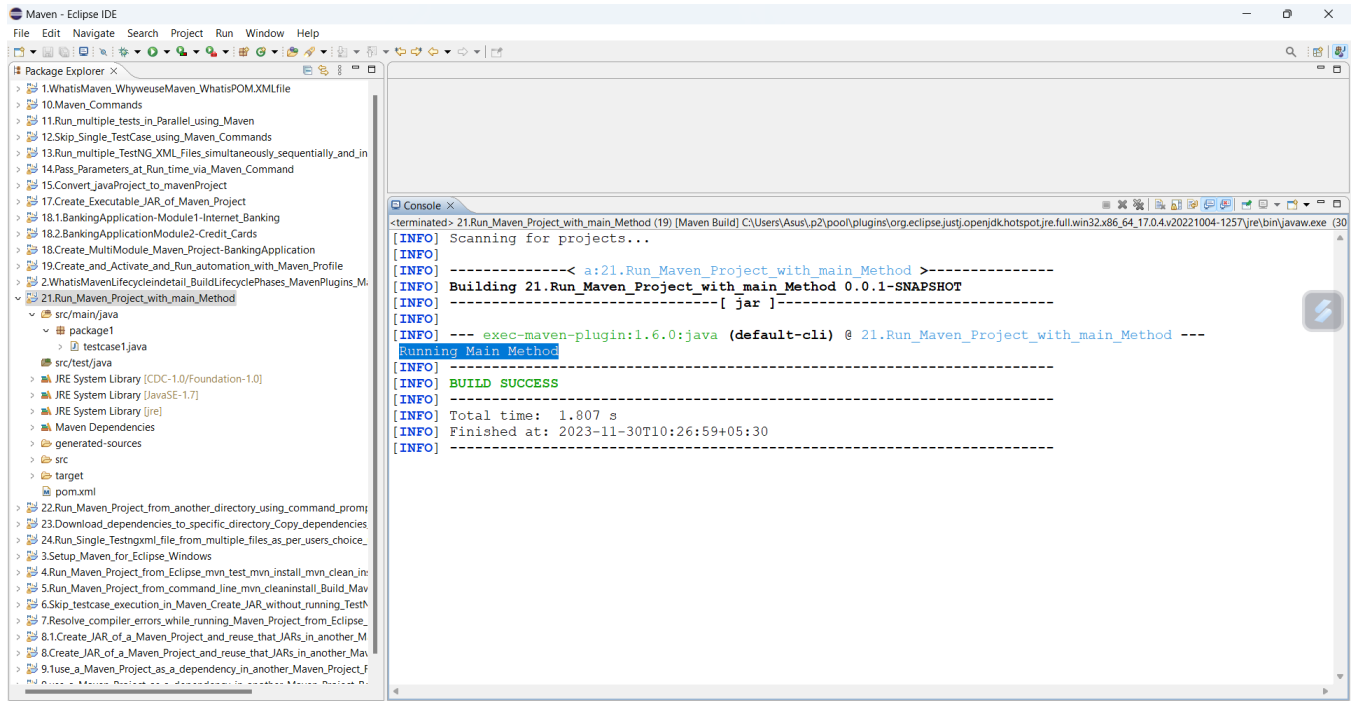 Maven - Eclipse IDE
File Edit Navigate Search Project Run Window Help
Package Explorer
1.WhatisMaven_WhyweuseMaven_WhatisPOM.XMLfile
10.Maven_Commands
11.Run_multiple_tests_in_Parallel_using_Maven
12.Skip_Single_TestCase_using_Maven_Commands
13.Run_multiple_TestNG_XML_Files_simultaneously_sequentially_and_in
14.Pass_Parameters_at_Run_time_via_Maven_Command
15.Convert_javaProject_to_mavenProject
17.Create_Executable_JAR_of_Maven_Project
18.1.BankingApplication-Module1-Internet_Banking
18.2.BankingApplicationModule2-Credit_Cards
18.Create_MultiModule_Maven_Project-BankingApplication
19.Create_and_Activate_and_Run_automation_with_Maven_Profile
2.WhatisMavenLifecycleindetail_BuildLifecyclePhases_MavenPlugins_M
21.Run_Maven_Project_with_main_Method
src/main/java
package1
testcase1.java
src/test/java
JRE System Library [CDC-1.0/Foundation-1.0]
JRE System Library [JavaSE-1.7]
JRE System Library [jre]
Maven Dependencies
generated-sources
src
target
pom.xml
22.Run_Maven_Project_from_another_directory_using_command_promp
23.Download_dependencies_to_specific_directory_Copy_dependencies_
24.Run_Single_Testngxml_file_from_multiple_files_as_per_users_choice_
3.Setup_Maven_for_Eclipse_Windows
4.Run_Maven_Project_from_Eclipse_mvn_test_mvn_install_mvn_clean_in
5.Run_Maven_Project_from_command_line_mvn_cleaninstall_Build_Mav
6.Skip_testcase_execution_in_Maven_Create_JAR_without_running_TestN
7.Resolve_compiler_errors_while_running_Maven_Project_from_Eclipse_
8.1.Create_JAR_of_a_Maven_Project_and_reuse_that_JARs_in_another_M
8.Create_JAR_of_a_Maven_Project_and_reuse_that_JARs_in_another_Mav
9.1use_a_Maven_Project_as_a_dependency_in_another_Maven_Project_F
Console
<terminated> 21.Run_Maven_Project_with_main_Method (19) [Maven Build] C:\Users\Asus\.p2\pool\plugins\org.eclipse.justj.openjdk.hotspot.jre.full.win32.x86_64_17.0.4.v20221004-1257\jre\bin\javaw.exe (30
[INFO] Scanning for projects...
[INFO]
[INFO] --------------< a:21.Run_Maven_Project_with_main_Method >---------------
[INFO] Building 21.Run_Maven_Project_with_main_Method 0.0.1-SNAPSHOT
[INFO] --------------------------------[ jar ]---------------------------------
[INFO]
[INFO] --- exec-maven-plugin:1.6.0:java (default-cli) @ 21.Run_Maven_Project_with_main_Method ---
Running Main Method
[INFO] ------------------------------------------------------------------------
[INFO] BUILD SUCCESS
[INFO] ------------------------------------------------------------------------
[INFO] Total time: 1.807 s
[INFO] Finished at: 2023-11-30T10:26:59+05:30
[INFO] ------------------------------------------------------------------------